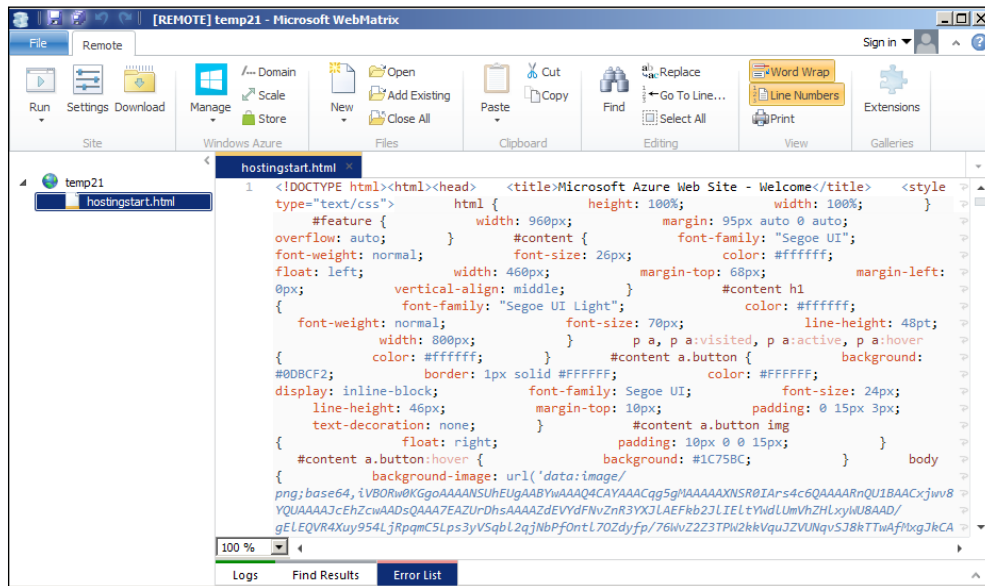 [REMOTE] temp21 - Microsoft WebMatrix
File Remote Sign in
Domain Open Cut Replace Word Wrap
Scale Add Existing Copy Go To Line... Line Numbers
Run Settings Download Manage Store New Close All Paste Find Select All Print Extensions
Site Windows Azure Files Clipboard Editing View Galleries
hostingstart.html
temp21
hostingstart.html
1 <!DOCTYPE html><html><head> <title>Microsoft Azure Web Site - Welcome</title> <style
type="text/css"> html { height: 100%; width: 100%; }
#feature { width: 960px; margin: 95px auto 0 auto;
overflow: auto; } #content { font-family: "Segoe UI";
font-weight: normal; font-size: 26px; color: #ffffff;
float: left; width: 460px; margin-top: 68px; margin-left:
0px; vertical-align: middle; } #content h1
{ font-family: "Segoe UI Light"; color: #ffffff;
font-weight: normal; font-size: 70px; line-height: 48pt;
width: 800px; } p a, p a:visited, p a:active, p a:hover
{ color: #ffffff; } #content a.button { background:
#0DBCF2; border: 1px solid #FFFFFF; color: #FFFFFF;
display: inline-block; font-family: Segoe UI; font-size: 24px;
line-height: 46px; margin-top: 10px; padding: 0 15px 3px;
text-decoration: none; } #content a.button img
{ float: right; padding: 10px 0 0 15px; }
#content a.button:hover { background: #1C75BC; } body
{ background-image: url('data:image/
png;base64,
100 %
Logs Find Results Error List